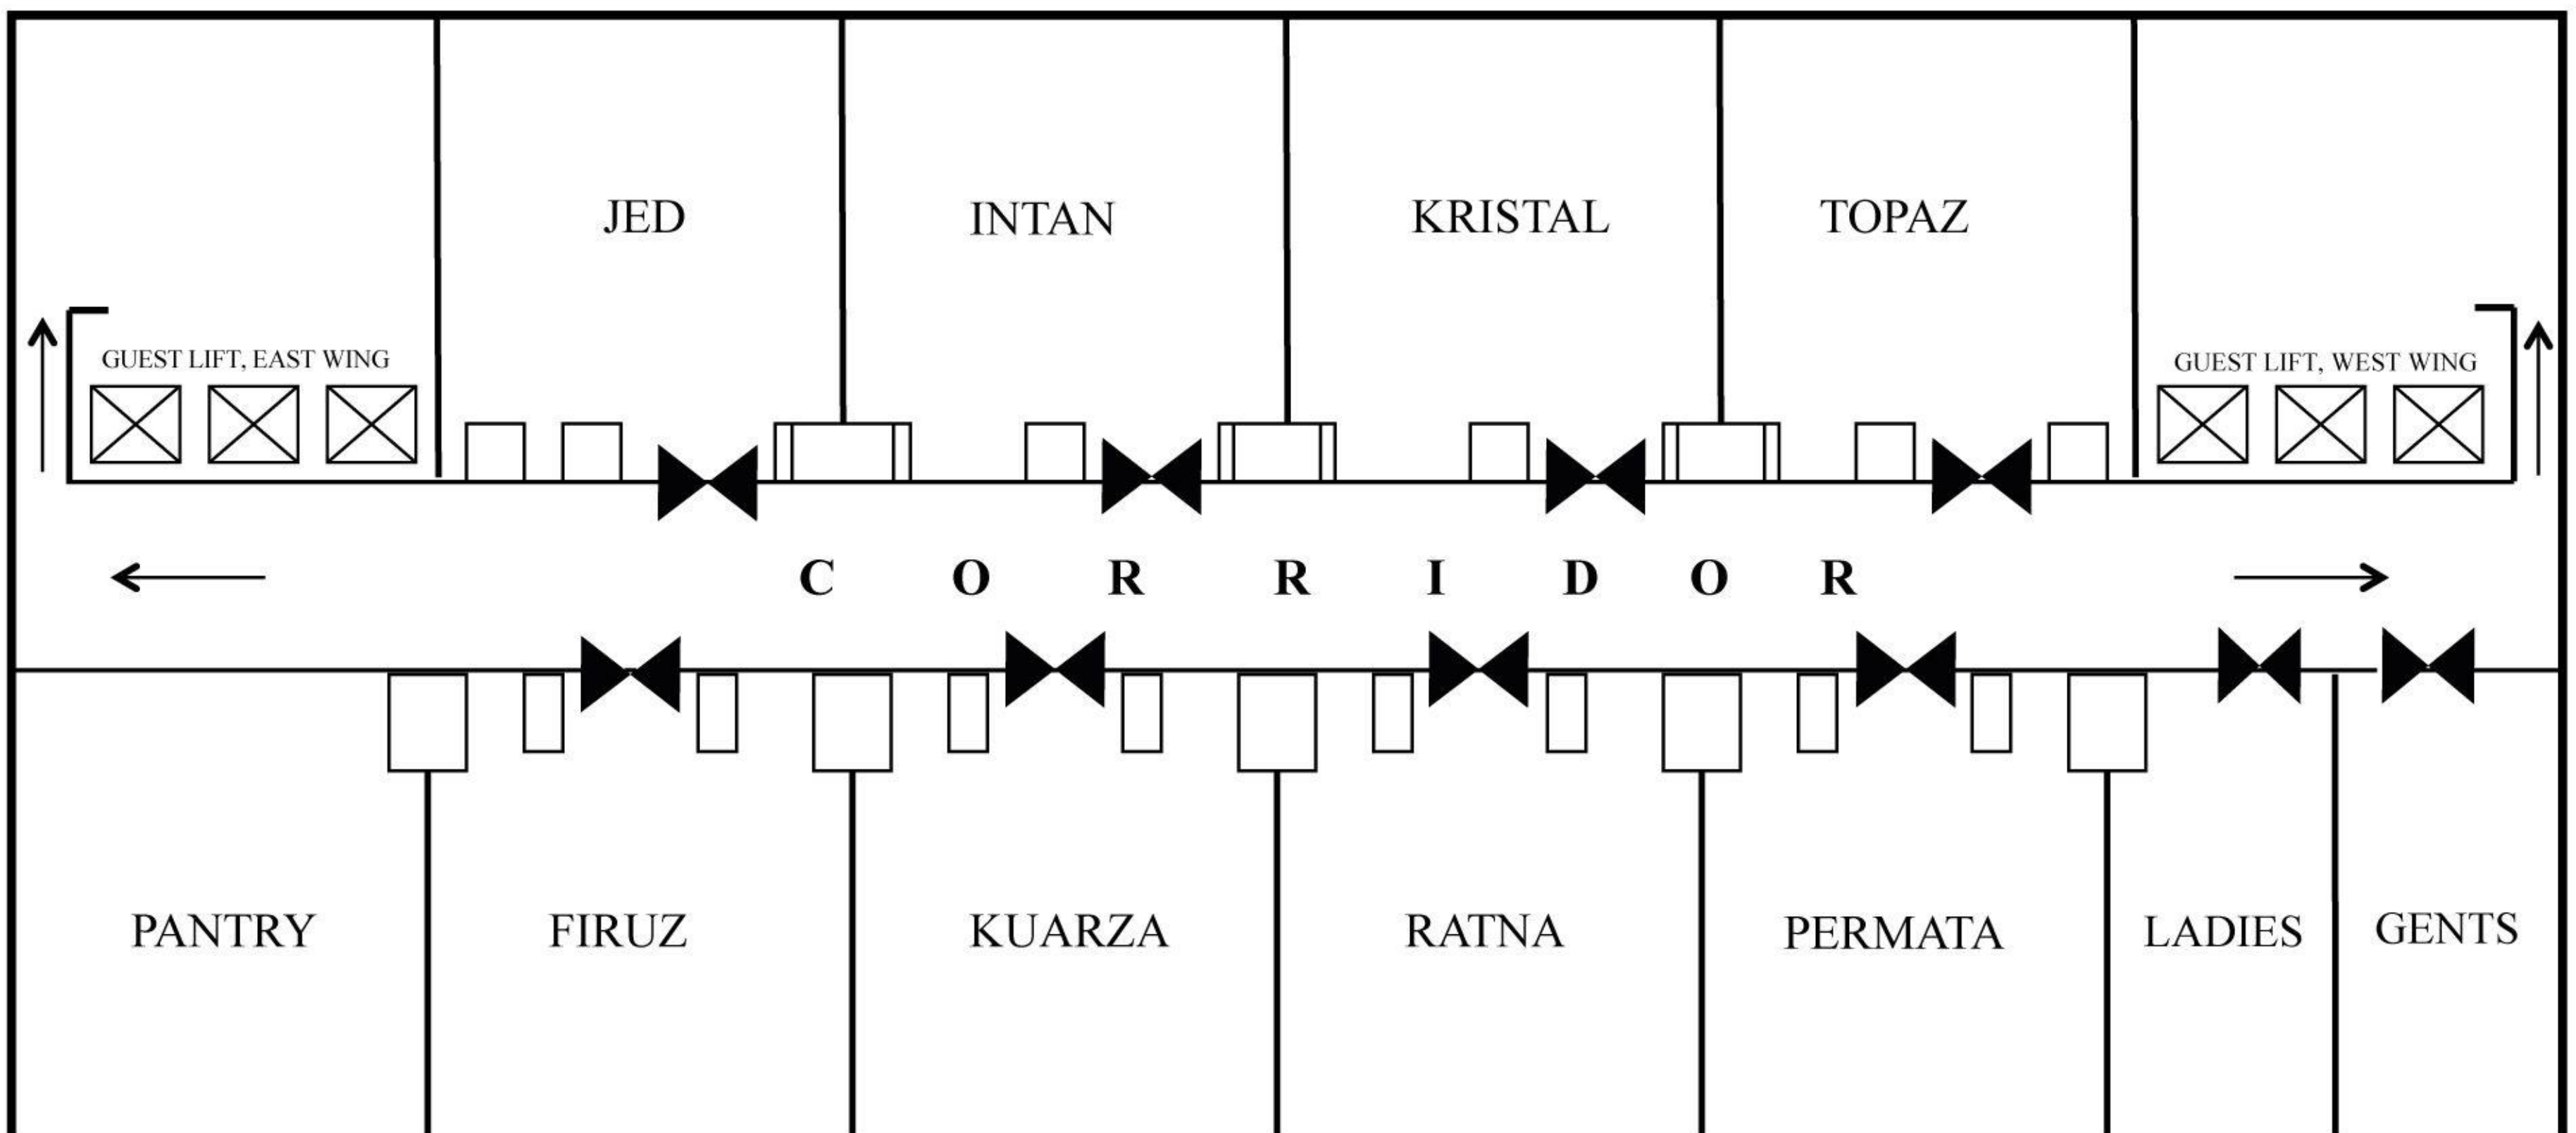 JED
INTAN
KRISTAL
TOPAZ
GUEST LIFT, EAST WING
GUEST LIFT, WEST WING
C O R R I D O R
PANTRY
FIRUZ
KUARZA
RATNA
PERMATA
LADIES
GENTS